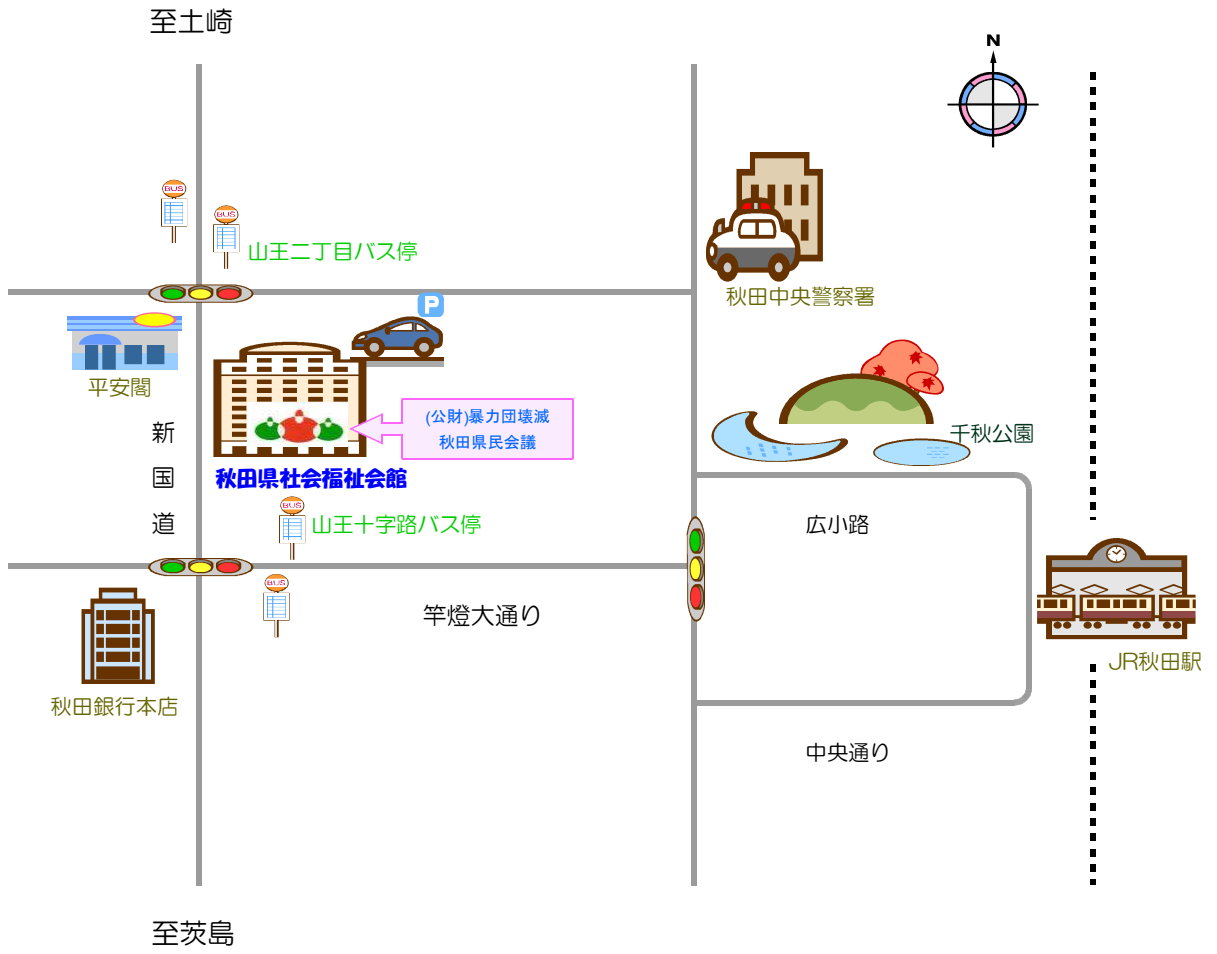 至土崎
N
BUS
BUS
山王二丁目バス停
秋田中央警察署
P
平安閣
(公財)暴力団壊滅
秋田県民会議
千秋公園
新国道
秋田県社会福祉会館
BUS
山王十字路バス停
広小路
BUS
竿燈大通り
JR秋田駅
秋田銀行本店
中央通り
至茨島